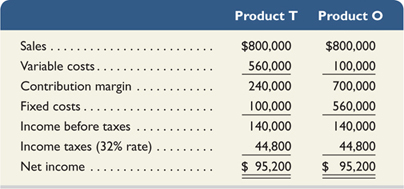 Product T Product O
Sales . . . . . . . . . . . . . . . . . . . . . . . . $800,000 $800,000
Variable costs . . . . . . . . . . . . . . . . . . 560,000 100,000
Contribution margin . . . . . . . . . . . . 240,000 700,000
Fixed costs . . . . . . . . . . . . . . . . . . . . 100,000 560,000
Income before taxes . . . . . . . . . . . . 140,000 140,000
Income taxes (32% rate) . . . . . . . . . 44,800 44,800
Net income . . . . . . . . . . . . . . . . . . . $ 95,200 $ 95,200